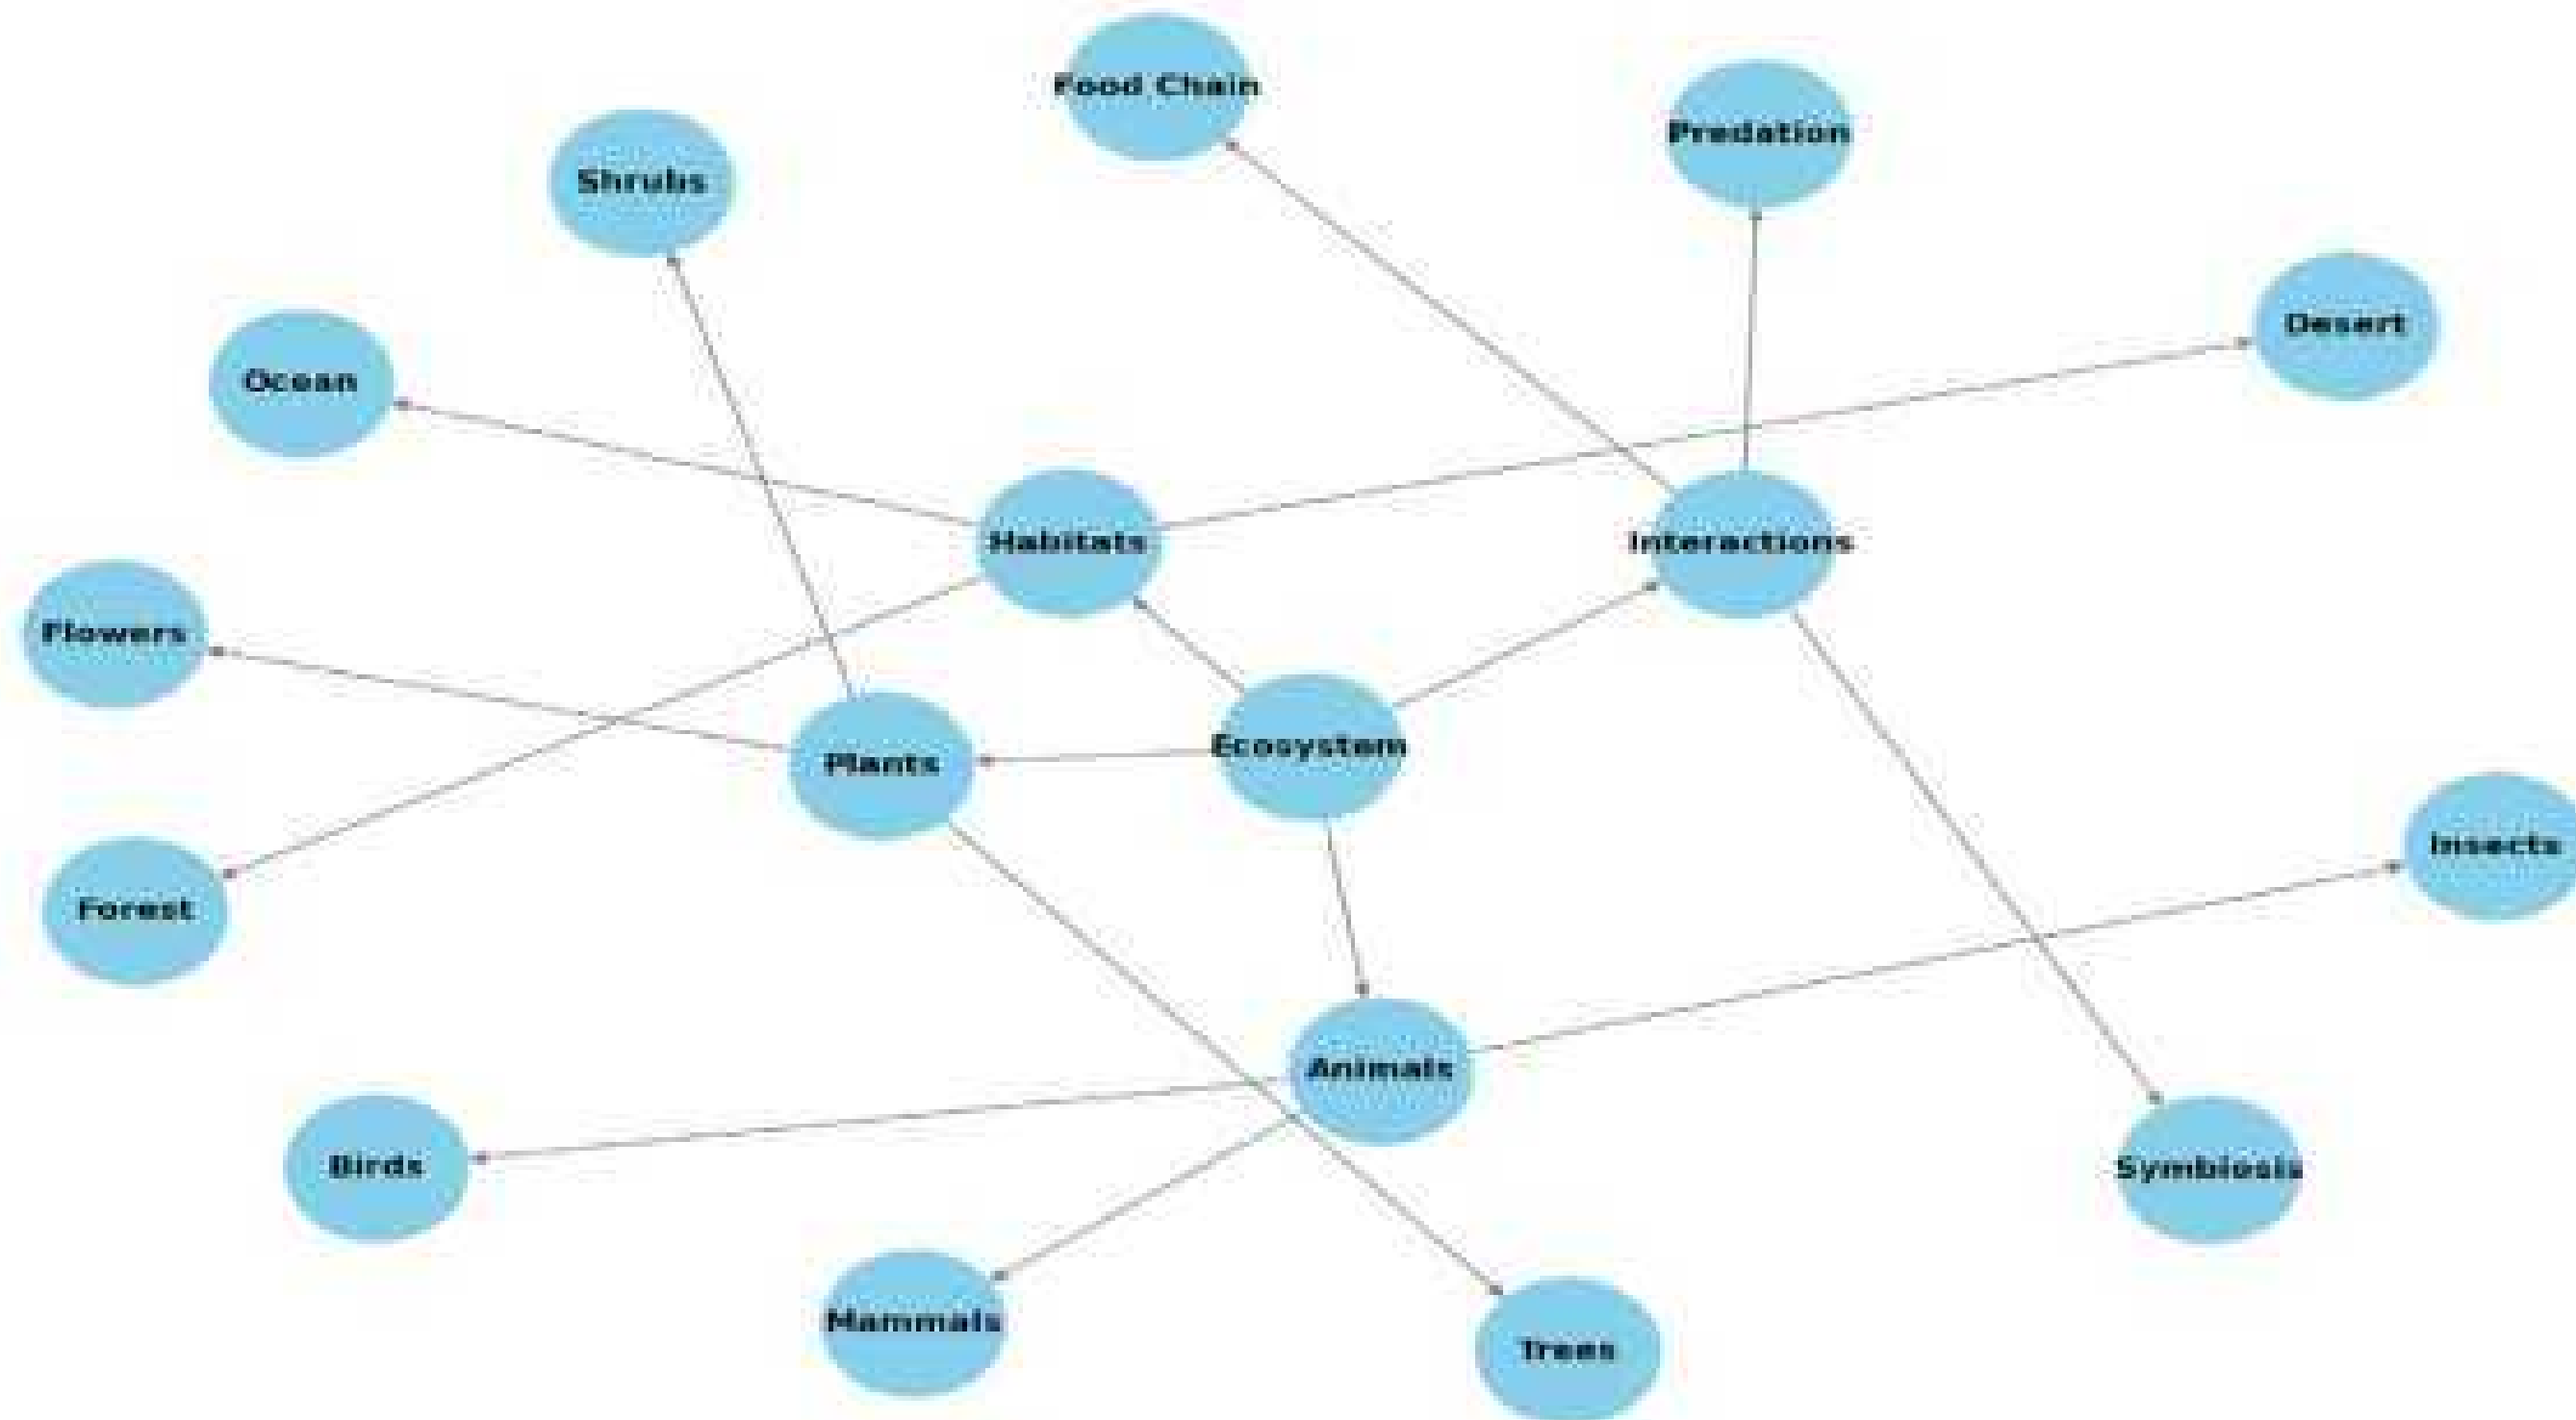 Food Chain
Predation
Shrubs
Desert
Ocean
Habitats
Interactions
Flowers
Ecosystem
Plants
Insects
Forest
Animals
Birds
Symbiosis
Mammals
Trees